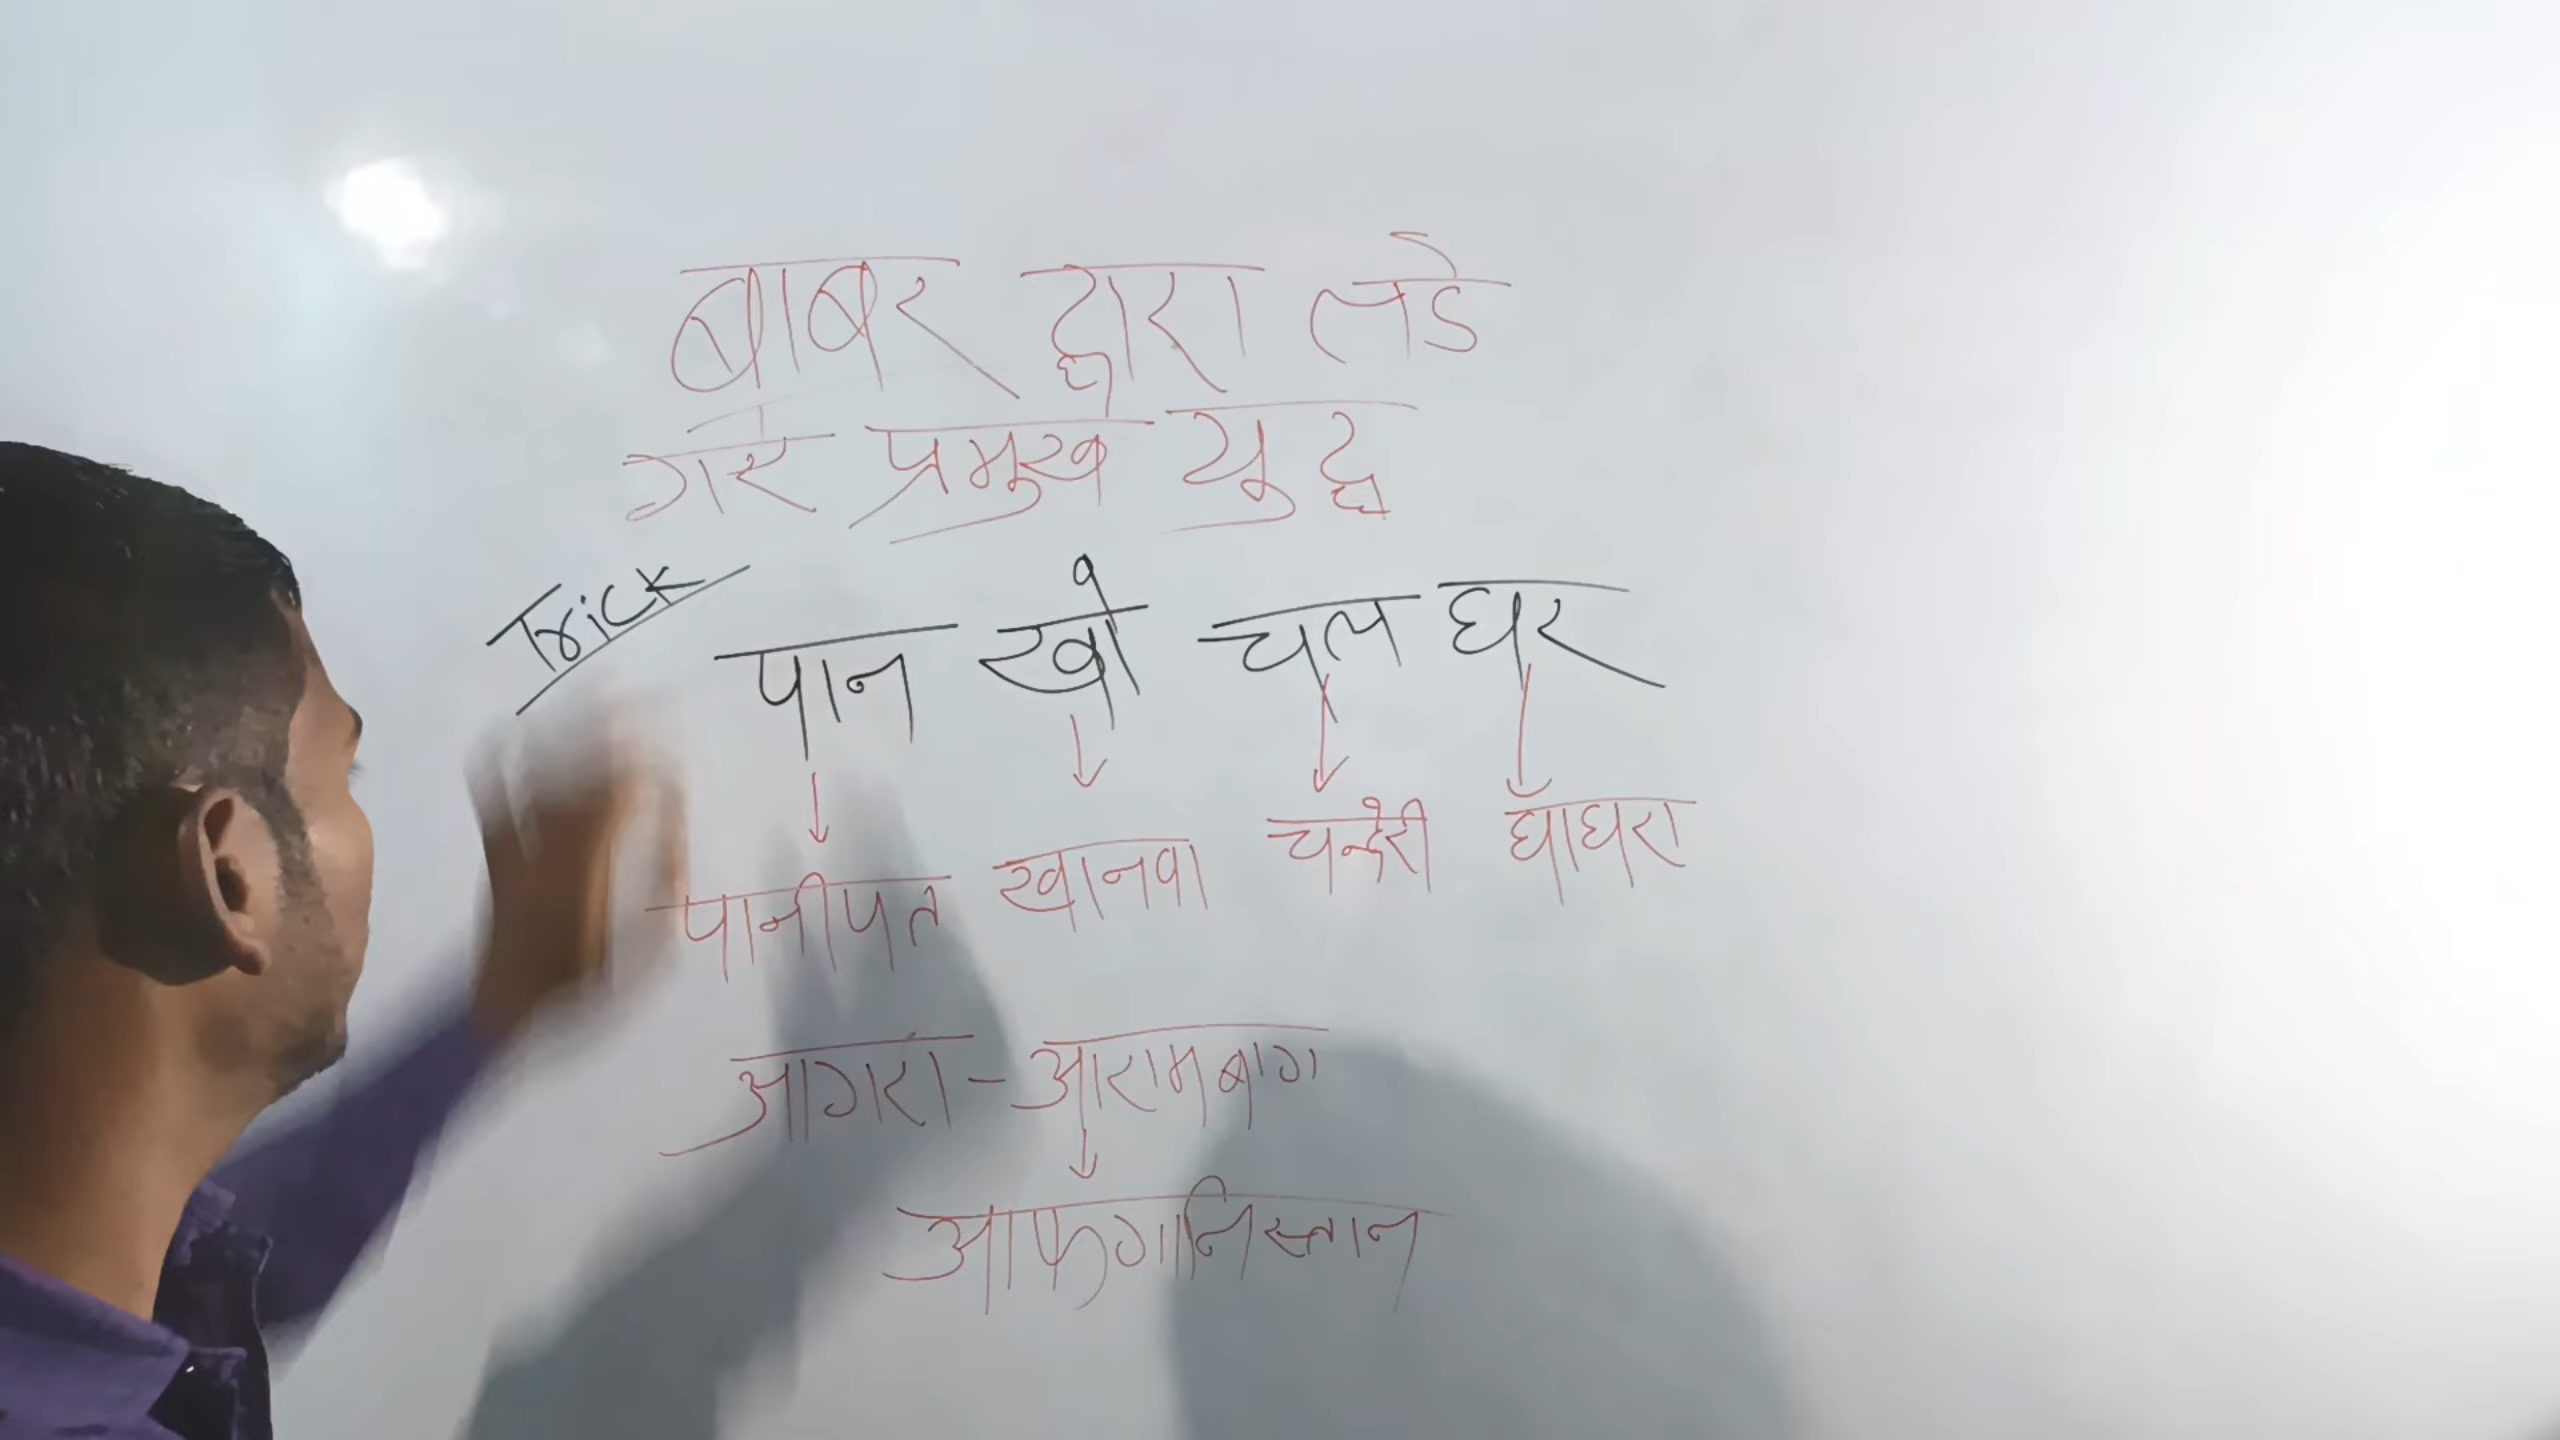 बाबर द्वारा लडे
गए प्रमुख युद्ध
Trick
पान खो चल घर
पानीपत खानवा चन्देरी घाघरा
आगरा - आरामबाग
आफगानिस्तान